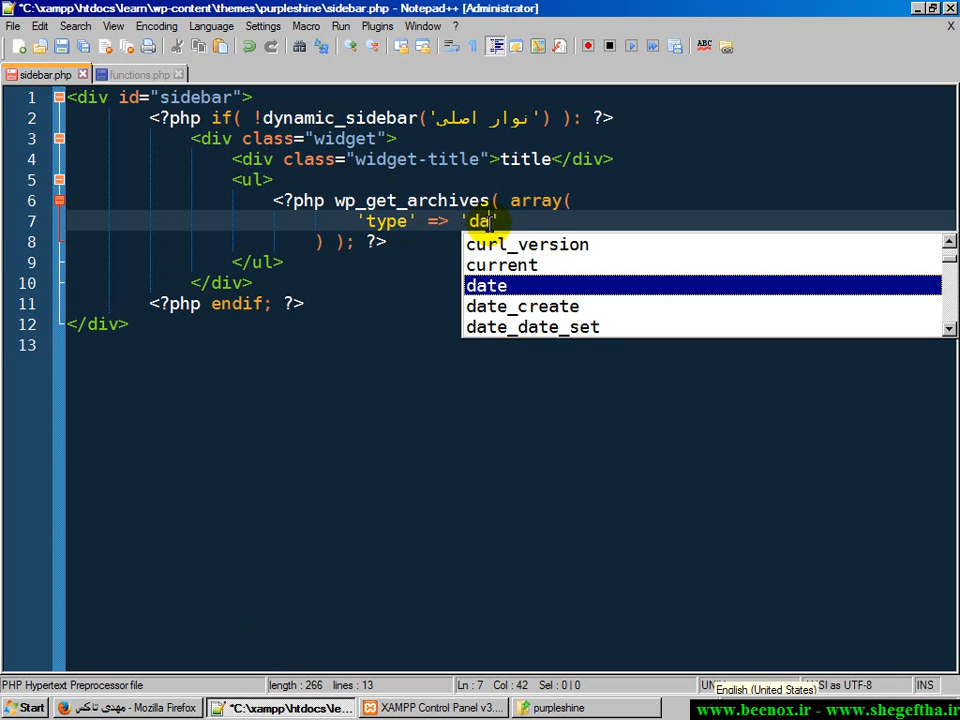 *C:\xampp\htdocs\learn\wp-content\themes\purpleshine\sidebar.php - Notepad++ [Administrator]
File Edit Search View Encoding Language Settings Macro Run Plugins Window ? X
sidebar.php functions.php
1 <div id="sidebar">
2 <?php if( !dynamic_sidebar('نوار اصلی') ): ?>
3 <div class="widget">
4 <div class="widget-title">title</div>
5 <ul>
6 <?php wp_get_archives( array(
7 'type' => 'da'
8 ) ); ?>
9 </ul>
10 </div>
11 <?php endif; ?>
12 </div>
13
curl_version
current
date
date_create
date_date_set
PHP Hypertext Preprocessor file length : 266 lines : 13 Ln : 7 Col : 42 Sel : 0 | 0 ANSI as UTF-8 INS
English (United States)
Start مهدی تاکس - Mozilla Firefox *C:\xampp\htdocs\le... XAMPP Control Panel v3.... purpleshine
www.beenox.ir - www.shegeftha.ir